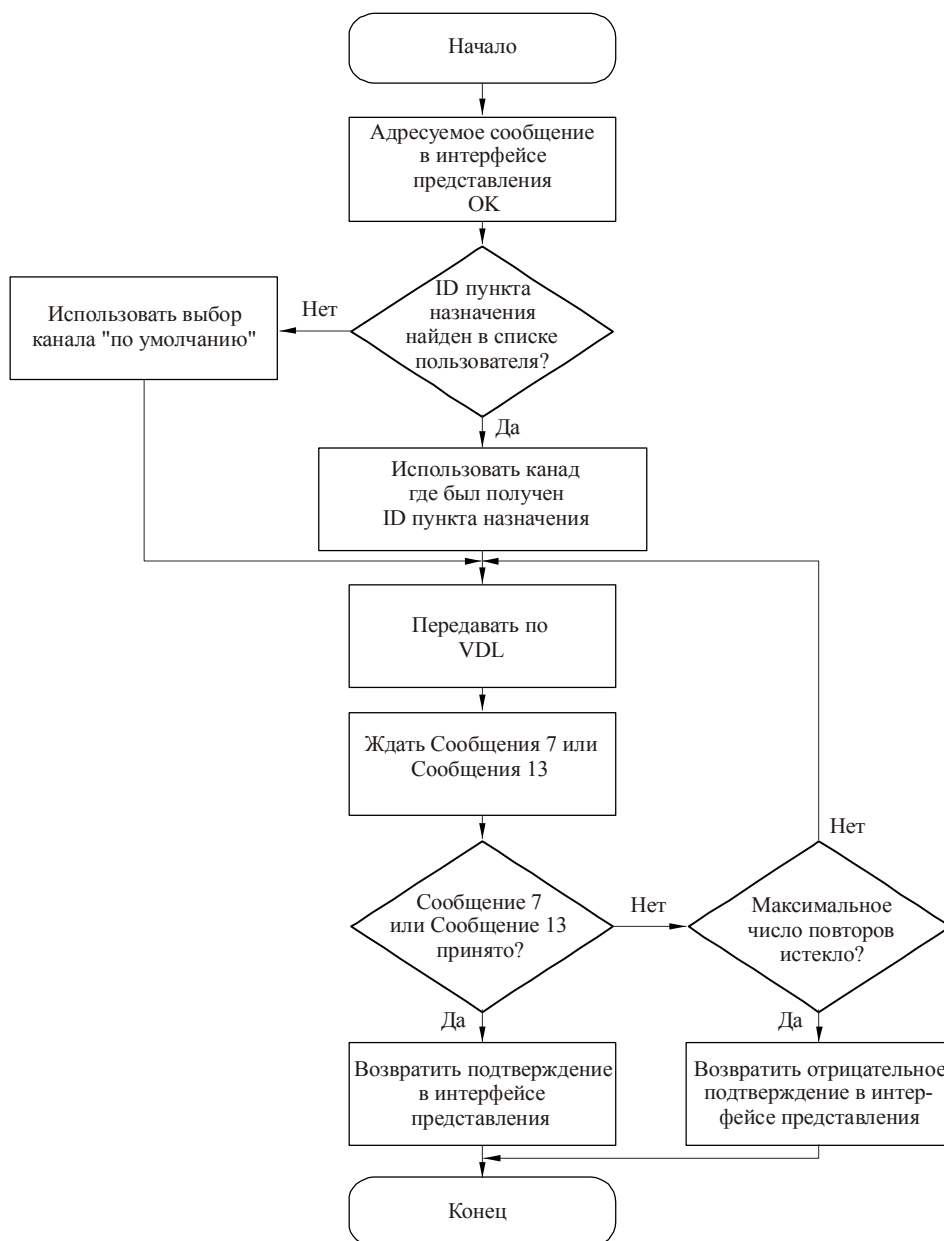 Начало
Адресуемое сообщение
в интерфейсе
представления
OK
ID пункта
назначения
найден в списке
пользователя?
Нет
Использовать выбор
канала "по умолчанию"
Да
Использовать канад
где был получен
ID пункта назначения
Передавать по
VDL
Ждать Сообщения 7 или
Сообщения 13
Сообщение 7
или Сообщение 13
принято?
Нет
Максимальное
число повторов
истекло?
Нет
Да
Да
Возвратить подтверждение
в интерфейсе
представления
Возвратить отрицательное
подтверждение в интер-
фейсе представления
Конец